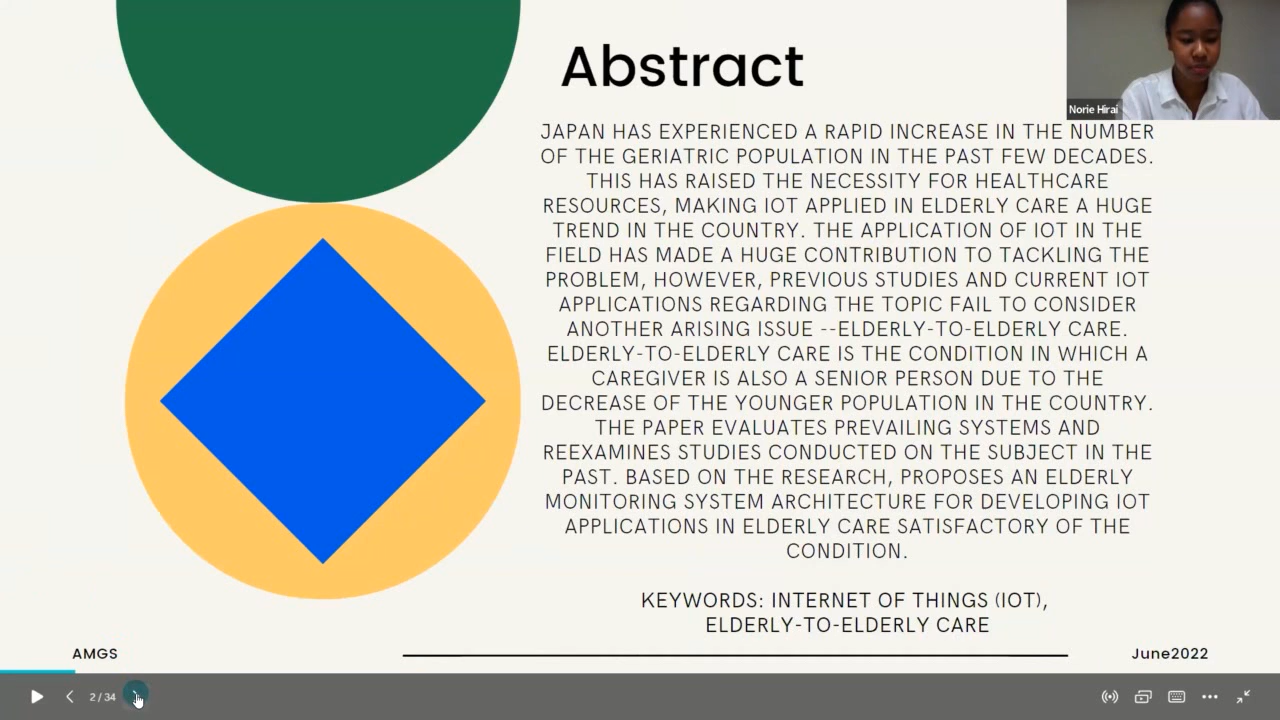 Abstract
Norie Hirai
JAPAN HAS EXPERIENCED A RAPID INCREASE IN THE NUMBER
OF THE GERIATRIC POPULATION IN THE PAST FEW DECADES.
THIS HAS RAISED THE NECESSITY FOR HEALTHCARE
RESOURCES, MAKING IOT APPLIED IN ELDERLY CARE A HUGE
TREND IN THE COUNTRY. THE APPLICATION OF IOT IN THE
FIELD HAS MADE A HUGE CONTRIBUTION TO TACKLING THE
PROBLEM, HOWEVER, PREVIOUS STUDIES AND CURRENT IOT
APPLICATIONS REGARDING THE TOPIC FAIL TO CONSIDER
ANOTHER ARISING ISSUE --ELDERLY-TO-ELDERLY CARE.
ELDERLY-TO-ELDERLY CARE IS THE CONDITION IN WHICH A
CAREGIVER IS ALSO A SENIOR PERSON DUE TO THE
DECREASE OF THE YOUNGER POPULATION IN THE COUNTRY.
THE PAPER EVALUATES PREVAILING SYSTEMS AND
REEXAMINES STUDIES CONDUCTED ON THE SUBJECT IN THE
PAST. BASED ON THE RESEARCH, PROPOSES AN ELDERLY
MONITORING SYSTEM ARCHITECTURE FOR DEVELOPING IOT
APPLICATIONS IN ELDERLY CARE SATISFACTORY OF THE
CONDITION.
KEYWORDS: INTERNET OF THINGS (IOT),
ELDERLY-TO-ELDERLY CARE
AMGS
June2022
2 / 34